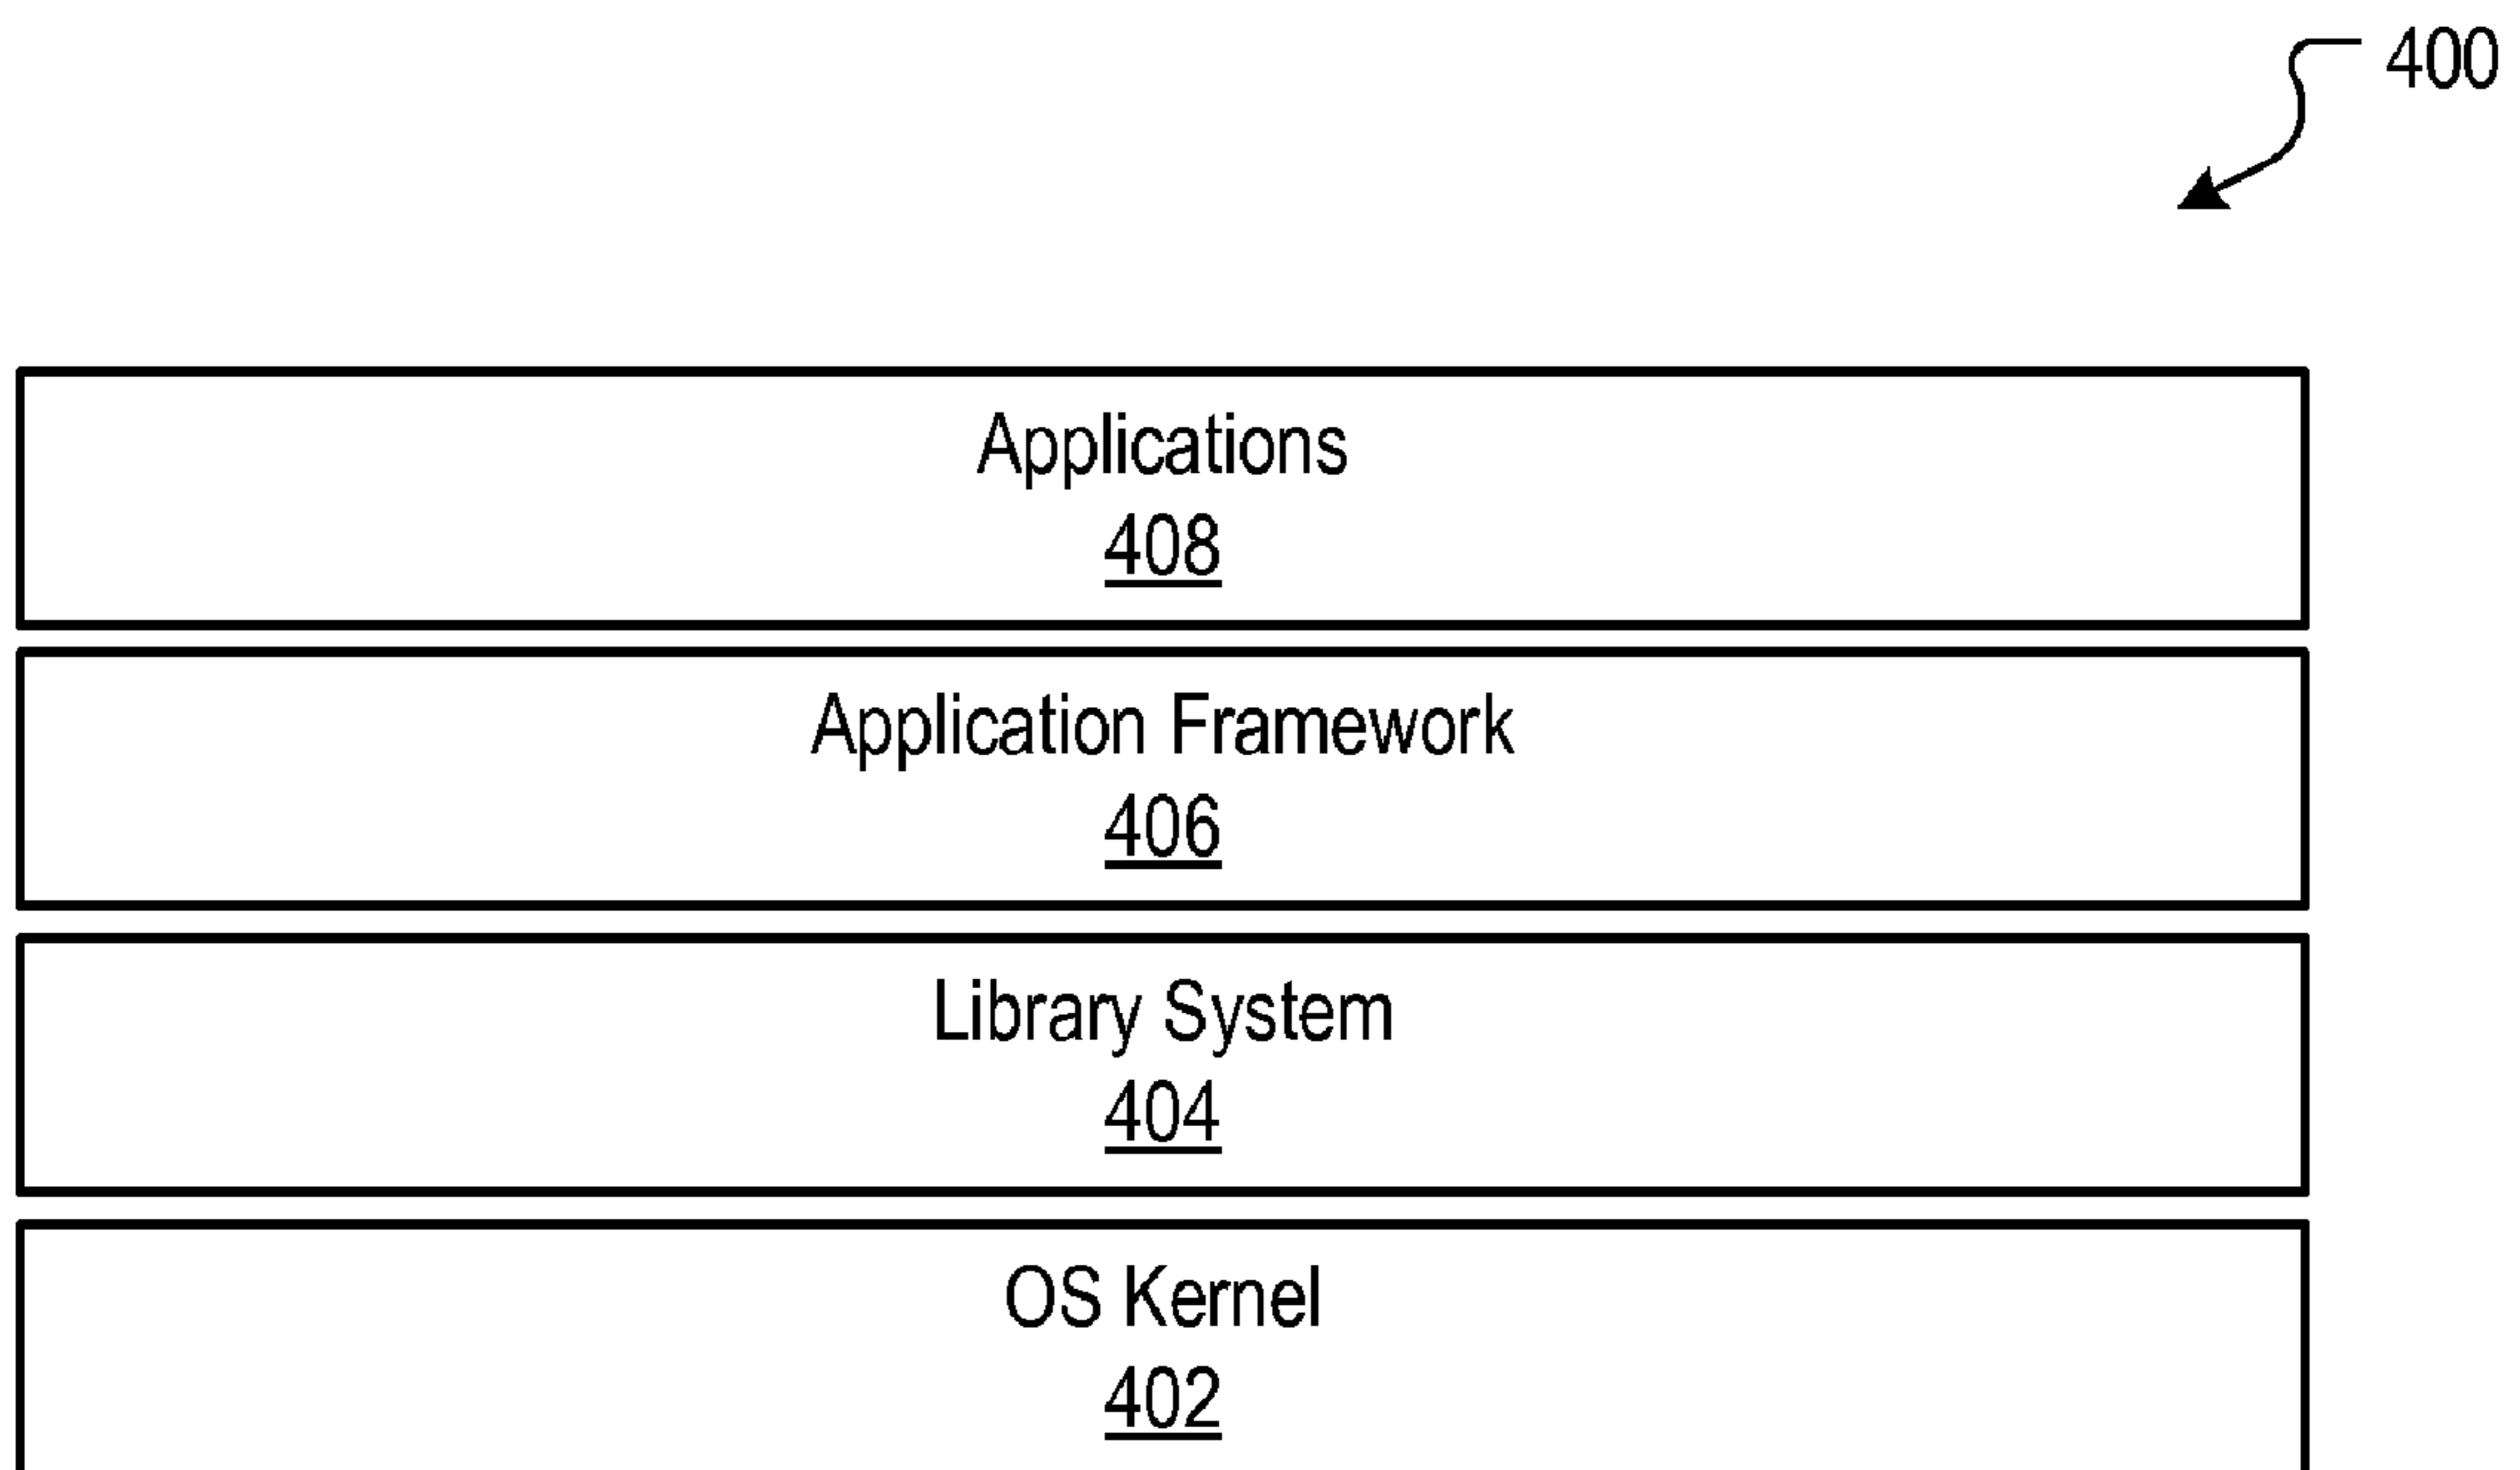 400
Applications
408
Application Framework
406
Library System
404
OS Kernel
402